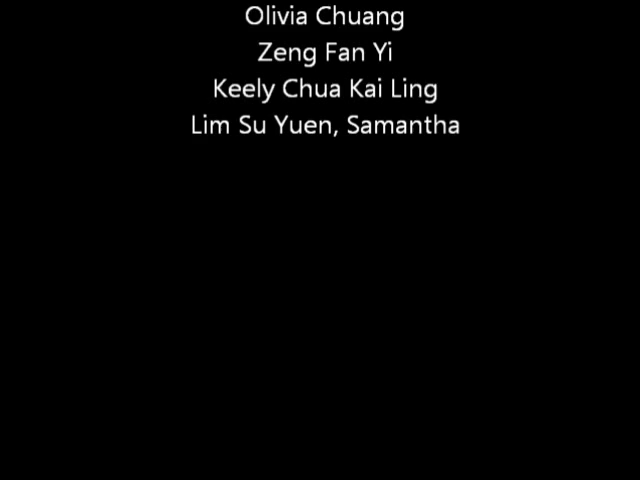 Olivia Chuang
Zeng Fan Yi
Keely Chua Kai Ling
Lim Su Yuen, Samantha